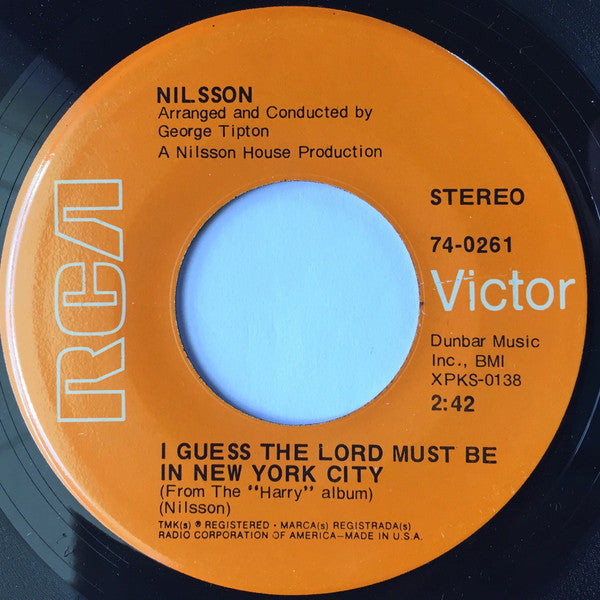 NILSSON
Arranged and Conducted by
George Tipton
A Nilsson House Production
RCA
STEREO
74-0261
Victor
Dunbar Music
Inc., BMI
XPKS-0138
2:42
I GUESS THE LORD MUST BE
IN NEW YORK CITY
(From The "Harry" album)
(Nilsson)
TMK(s) ® REGISTERED • MARCA(s) REGISTRADA(s)
RADIO CORPORATION OF AMERICA—MADE IN U.S.A.